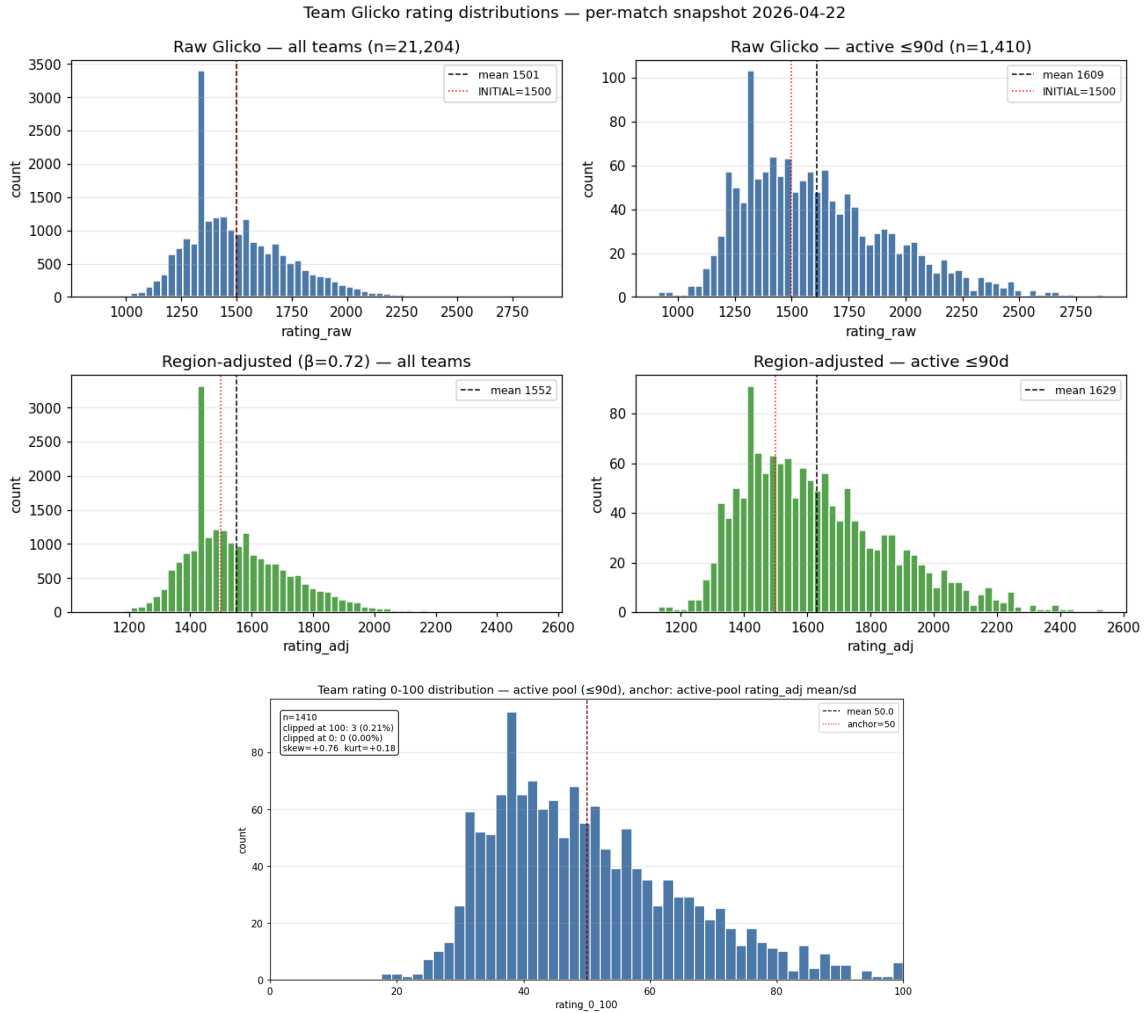 Team Glicko rating distributions — per-match snapshot 2026-04-22
Raw Glicko — all teams (n=21,204)
3500
3000
2500
2000
1500
1000
500
0
count
mean 1501
INITIAL=1500
1000 1250 1500 1750 2000 2250 2500 2750
rating_raw
Raw Glicko — active ≤90d (n=1,410)
100
80
60
40
20
0
count
mean 1609
INITIAL=1500
1000 1250 1500 1750 2000 2250 2500 2750
rating_raw
Region-adjusted (β=0.72) — all teams
3000
2500
2000
1500
1000
500
0
count
mean 1552
1200 1400 1600 1800 2000 2200 2400 2600
rating_adj
Region-adjusted — active ≤90d
80
60
40
20
0
count
mean 1629
1200 1400 1600 1800 2000 2200 2400 2600
rating_adj
Team rating 0-100 distribution — active pool (≤90d), anchor: active-pool rating_adj mean/sd
n=1410
clipped at 100: 3 (0.21%)
clipped at 0: 0 (0.00%)
skew=+0.76 kurt=+0.18
mean 50.0
anchor=50
80
60
40
20
0
count
0 20 40 60 80 100
rating_0_100